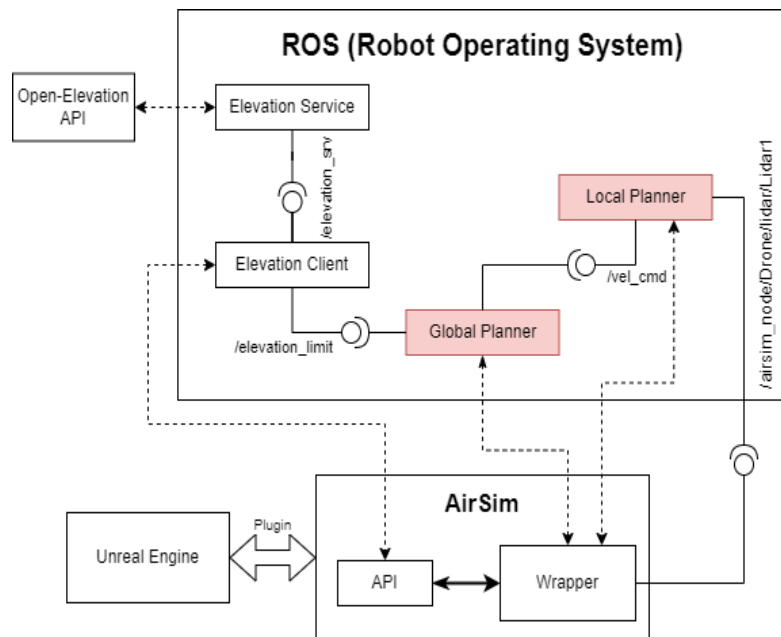 ROS (Robot Operating System)
Open-Elevation
API
Elevation Service
/elevation_srv
Local Planner
/airsim_node/Drone/lidar/Lidar1
Elevation Client
/vel_cmd
Global Planner
/elevation_limit
AirSim
Plugin
Unreal Engine
API
Wrapper